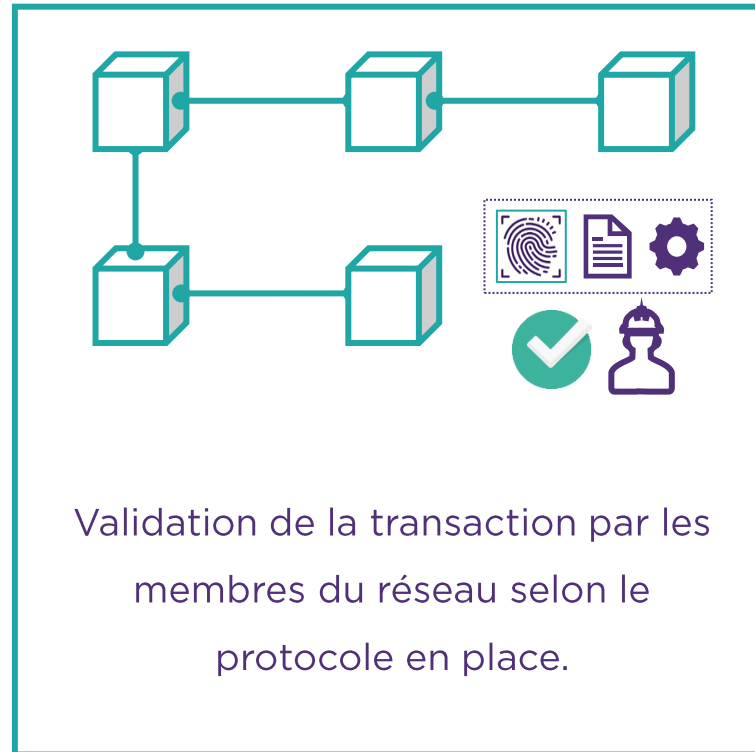 Validation de la transaction par les
membres du réseau selon le
protocole en place.